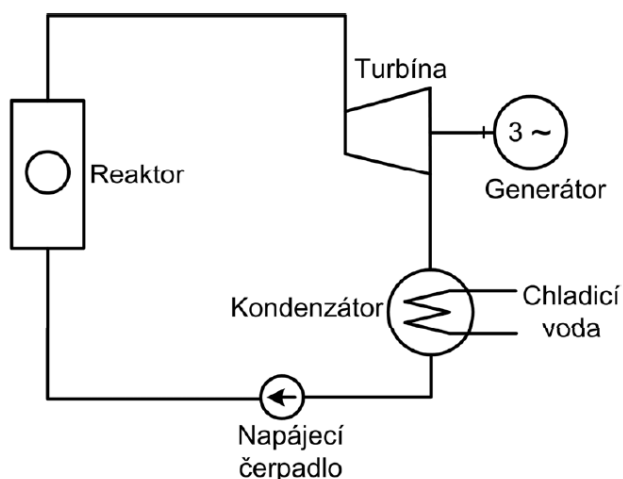 Turbína
3 ~
Reaktor
Generátor
Kondenzátor
Chladicí
voda
Napájecí
čerpadlo